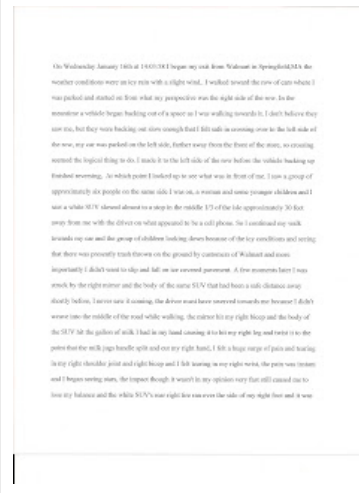 On Wednesday January 16th at I began my exit from Walmart in Springfield,MA the
weather conditions were an icy rain with a slight wind. I walked toward the row of cars where I
was parked and started on from what my perspective was the right side of the row. In the
meantime a vehicle began backing out of a space as I was walking towards it. I don't believe they
saw me, but they were backing out slow enough that I felt safe in crossing over to the left side of
the row, my car was parked on the left side, further away from the front of the store, so crossing
seemed the logical thing to do. I made it to the left side of the row before the vehicle backing up
finished reversing. At which point I looked up to see what was in front of me. I saw a group of
approximately six people on the same side I was on, a woman and some younger children and I
saw a white SUV slowed almost to a stop in the middle 1/3 of the isle approximately 30 feet
away from me with the driver on what appeared to be a cell phone. So I continued my walk
towards my car and the group of children looking down because of the icy conditions and seeing
that there was presently trash thrown on the ground by customers of Walmart and more
importantly I didn't want to slip and fall on ice covered pavement. A few moments later I was
struck by the right mirror and the body of the same SUV that had been a safe distance away
shortly before, I never saw it coming, the driver must have swerved towards me because I didn't
weave into the middle of the road while walking, the mirror hit my right bicep and the body of
the SUV hit the gallon of milk I had in my hand causing it to hit my right leg and twist it to the
point that the milk jugs handle split and cut my right hand, I felt a huge surge of pain and tearing
in my right shoulder joint and right bicep and I felt tearing in my right wrist, the pain was instant
and I began seeing stars, the impact though it wasn't in my opinion very fast still caused me to
lose my balance and the white SUV's rear right tire ran over the side of my right foot and it was